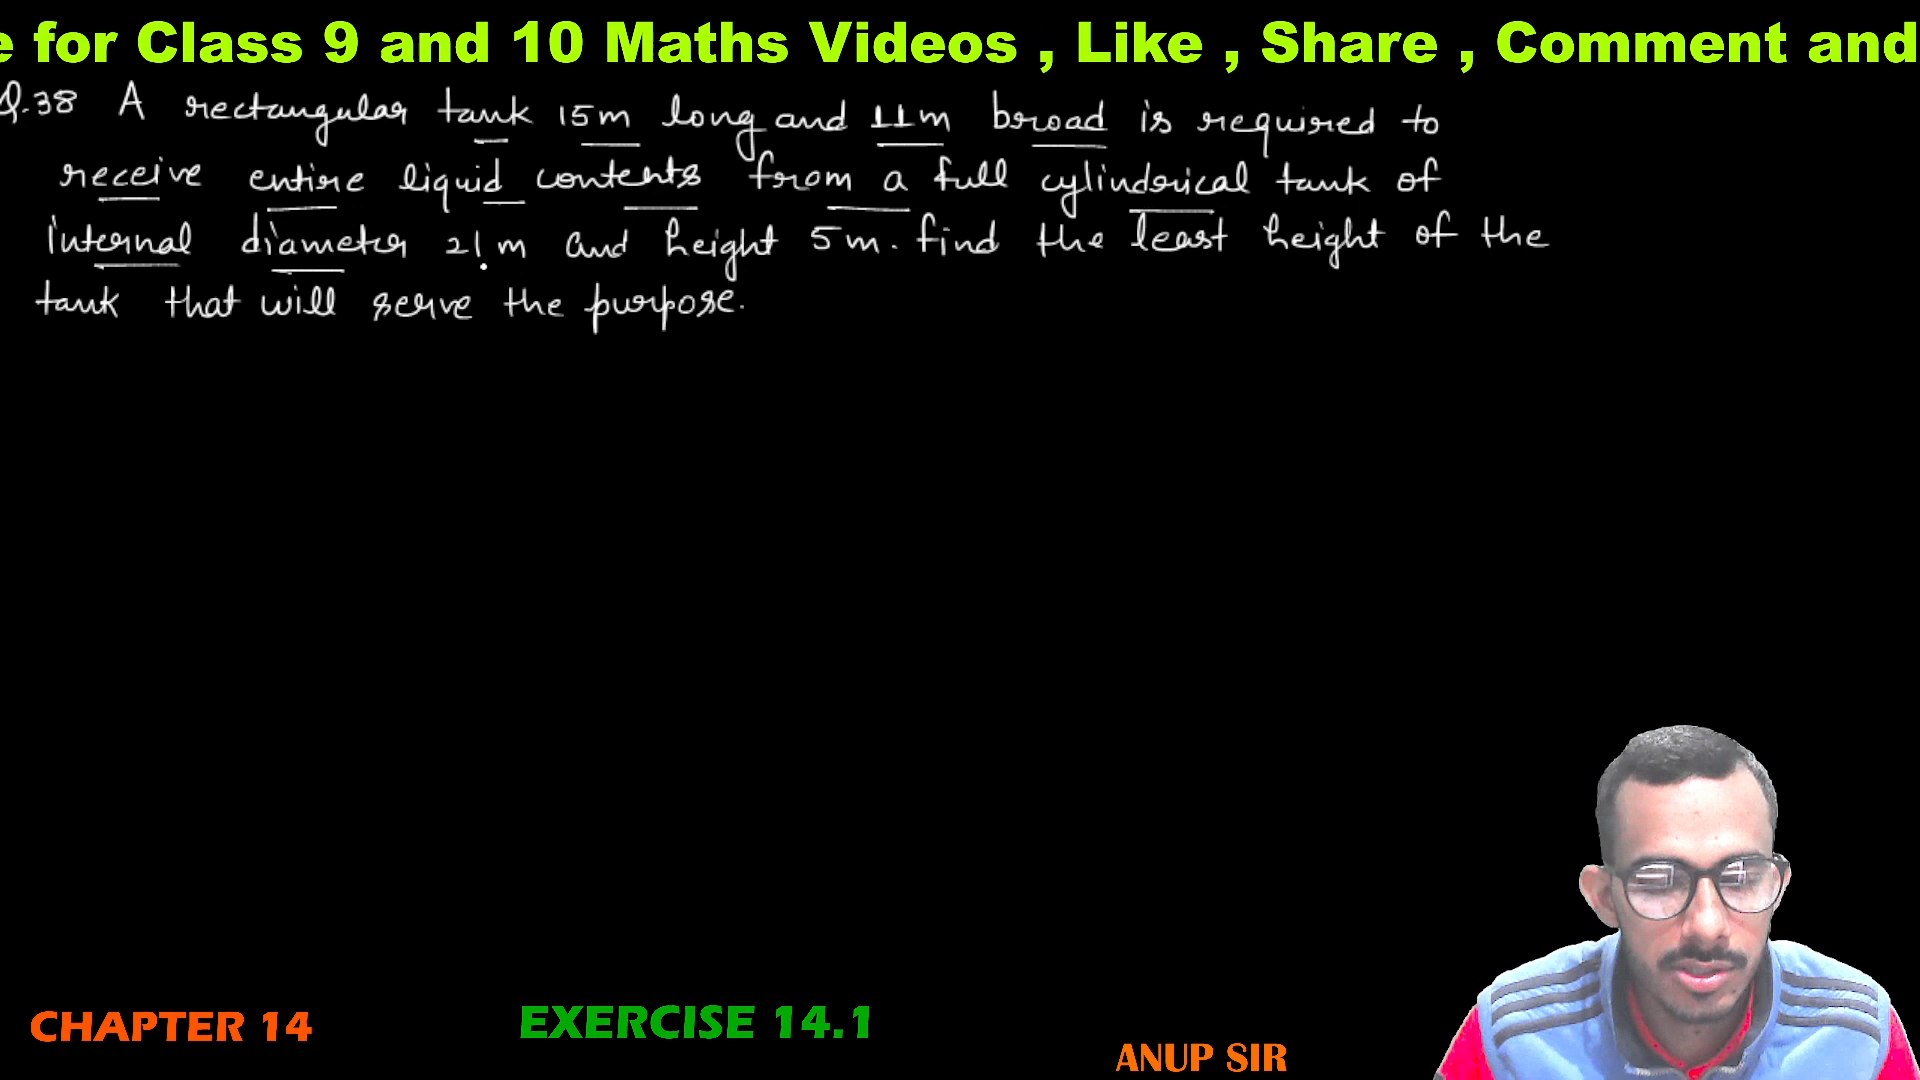 e for Class 9 and 10 Maths Videos , Like , Share , Comment and
Q.38 A rectangular tank 15m long and 11m broad is required to
receive entire liquid contents from a full cylinderical tank of
internal diameter 21m and height 5m. find the least height of the
tank that will serve the purpose.
CHAPTER 14
EXERCISE 14.1
ANUP SIR